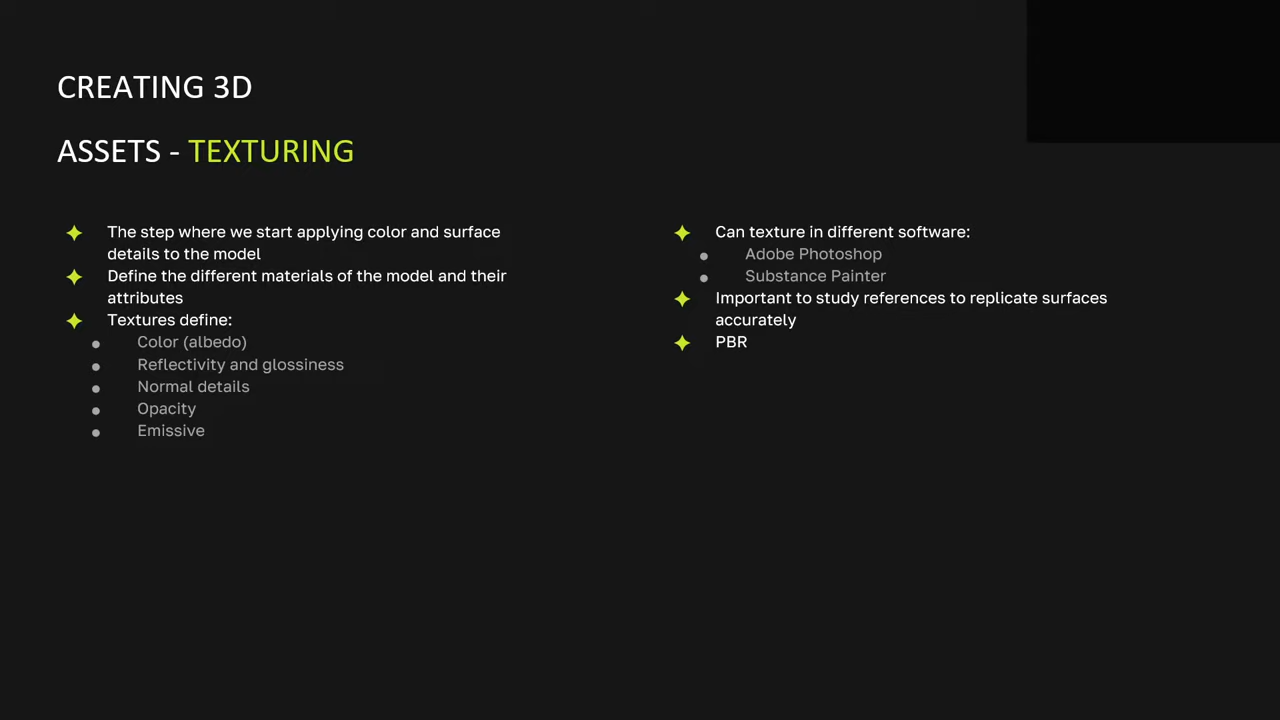 CREATING 3D
ASSETS - TEXTURING
The step where we start applying color and surface
details to the model
Define the different materials of the model and their
attributes
Textures define:
Color (albedo)
Reflectivity and glossiness
Normal details
Opacity
Emissive
Can texture in different software:
Adobe Photoshop
Substance Painter
Important to study references to replicate surfaces
accurately
PBR